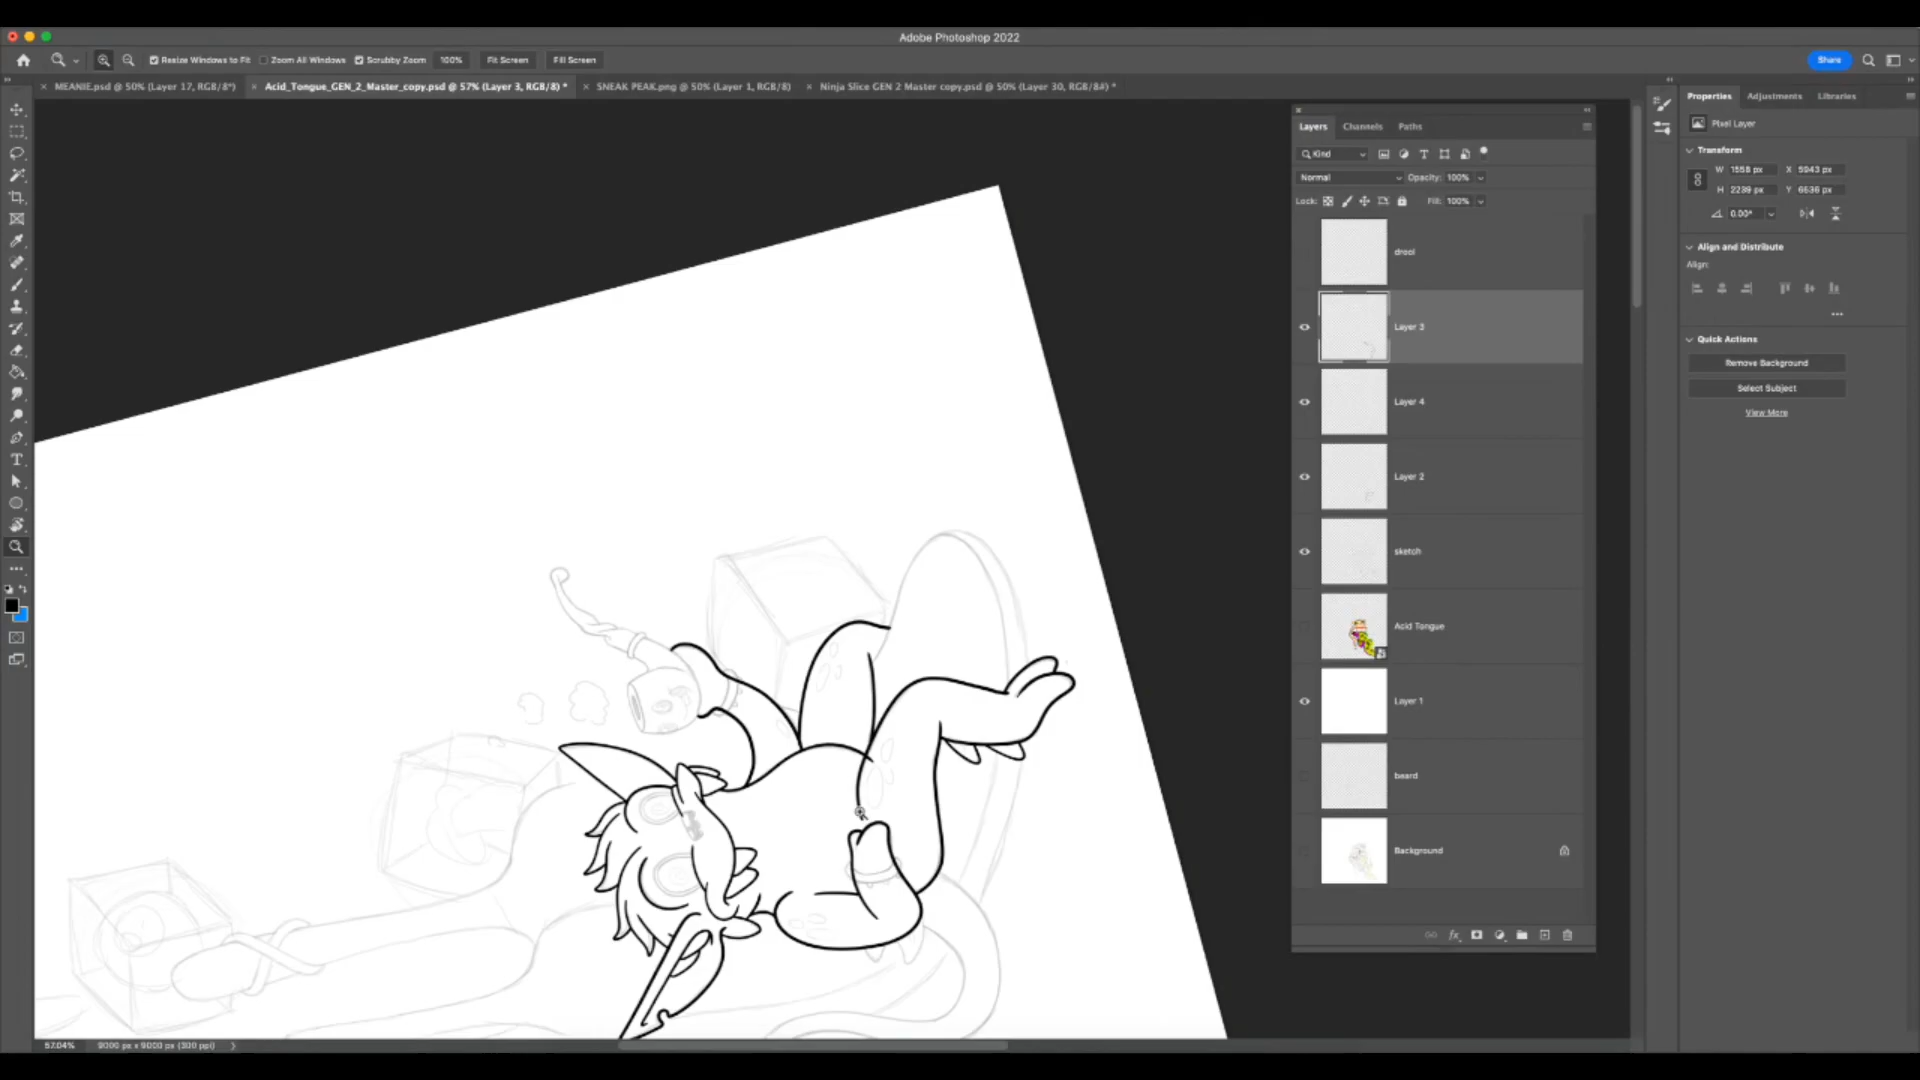 Adobe Photoshop 2022
Resize Windows to Fit Zoom All Windows Scrubby Zoom 100% Fit Screen Fill Screen Share
MEANIE.psd @ 50% (Layer 17, RGB/8*) Acid_Tongue_GEN_2_Master_copy.psd @ 57% (Layer 3, RGB/8) * SNEAK PEAK.png @ 50% (Layer 1, RGB/8) Ninja Slice GEN 2 Master copy.psd @ 50% (Layer 30, RGB/8#) *
Properties Adjustments Libraries
Pixel Layer
Transform
W 1558 px X 5943 px
H 2239 px Y 6536 px
0.00°
Align and Distribute
Align:
Quick Actions
Remove Background
Select Subject
View More
Layers Channels Paths
Kind
Normal Opacity: 100%
Lock: Fill: 100%
drool
Layer 3
Layer 4
Layer 2
sketch
Acid Tongue
Layer 1
beard
Background
fx
57.04% 9000 px x 9000 px (300 ppi)